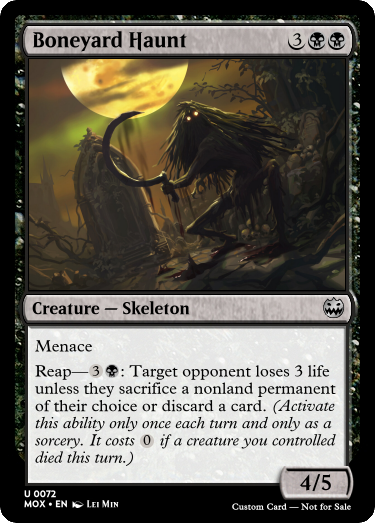 Boneyard Haunt 3
Creature — Skeleton
Menace
Reap—3: Target opponent loses 3 life
unless they sacrifice a nonland permanent
of their choice or discard a card. (Activate
this ability only once each turn and only as a
sorcery. It costs 0 if a creature you controlled
died this turn.)
4/5
U 0072
MOX • EN Lei Min
Custom Card — Not for Sale